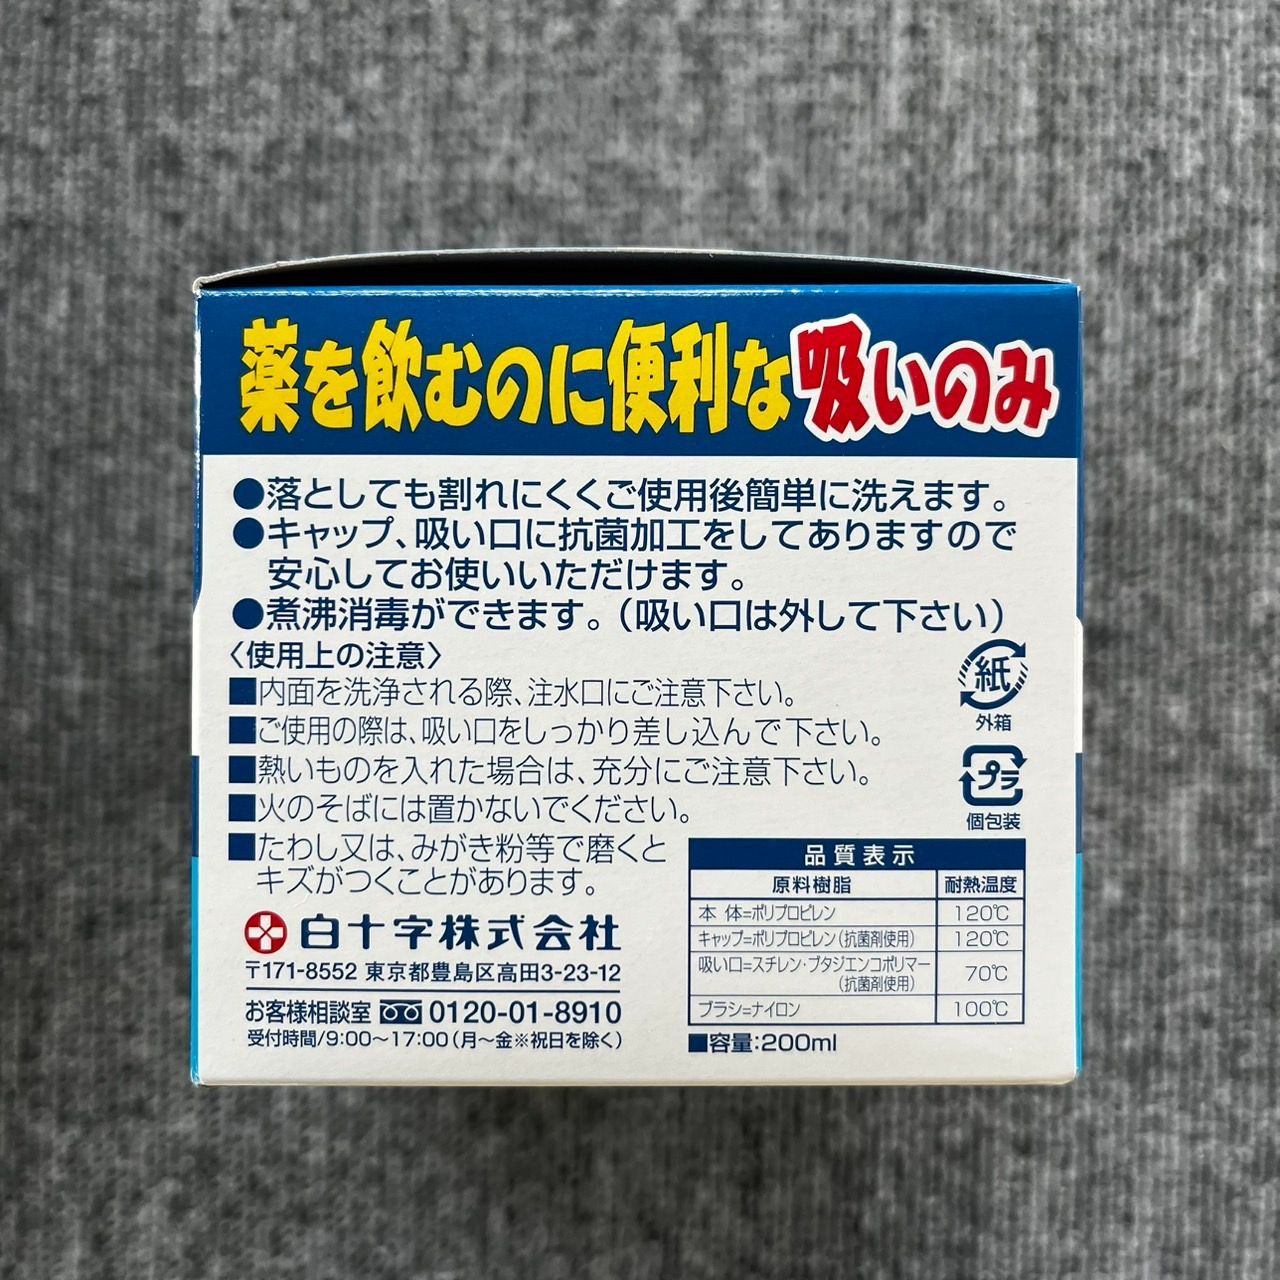 薬を飲むのに便利な吸いのみ
●落としても割れにくくご使用後簡単に洗えます。
●キャップ、吸い口に抗菌加工をしてありますので
安心してお使いいただけます。
●煮沸消毒ができます。（吸い口は外して下さい）
〈使用上の注意〉
■内面を洗浄される際、注水口にご注意下さい。
■ご使用の際は、吸い口をしっかり差し込んで下さい。
■熱いものを入れた場合は、充分にご注意下さい。
■火のそばには置かないでください。
■たわし又は、みがき粉等で磨くと
キズがつくことがあります。
紙
外箱
プラ
個包装
白十字株式会社
〒171-8552 東京都豊島区高田3-23-12
お客様相談室 0120-01-8910
受付時間/9:00〜17:00（月〜金※祝日を除く）
品質表示
原料樹脂 耐熱温度
本 体=ポリプロピレン 120℃
キャップ=ポリプロピレン（抗菌剤使用） 120℃
吸い口=スチレン・ブタジエンコポリマー 70℃
（抗菌剤使用）
ブラシ=ナイロン 100℃
■容量:200ml